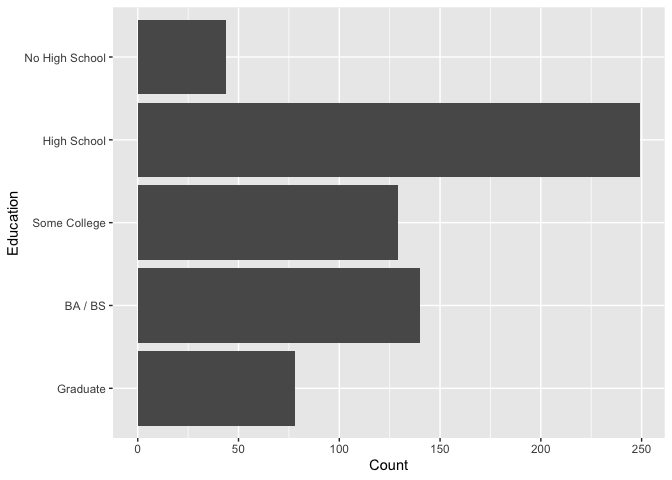 No High School
High School
Some College
BA / BS
Graduate
Education
0 50 100 150 200 250
Count